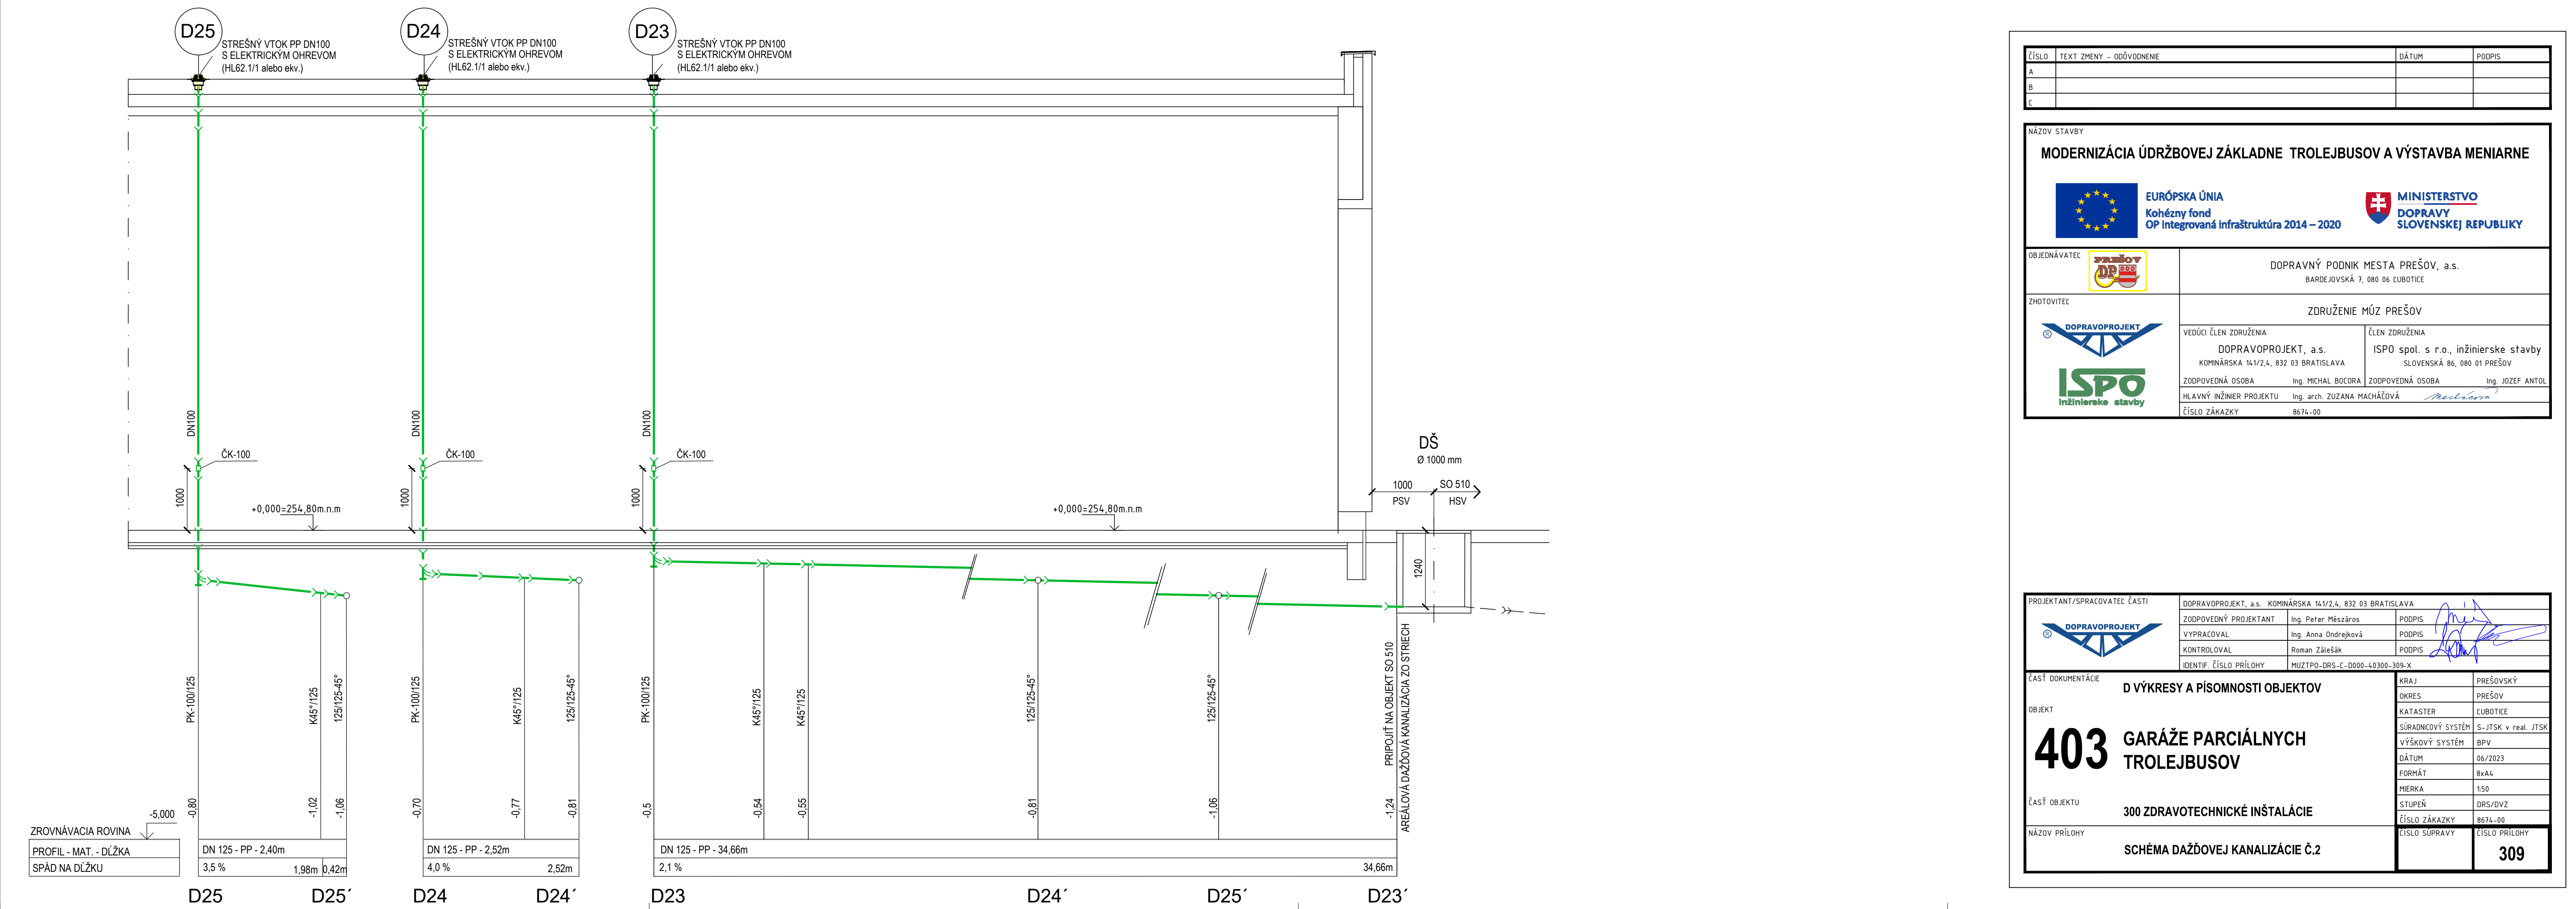 D25
STREŠNÝ VTOK PP DN100
S ELEKTRICKÝM OHREVOM
(HL62.1/1 alebo ekv.)
D24
STREŠNÝ VTOK PP DN100
S ELEKTRICKÝM OHREVOM
(HL62.1/1 alebo ekv.)
D23
STREŠNÝ VTOK PP DN100
S ELEKTRICKÝM OHREVOM
(HL62.1/1 alebo ekv.)
DN100
DN100
DN100
ČK-100
ČK-100
ČK-100
1000
1000
1000
+0,000=254,80m.n.m
+0,000=254,80m.n.m
DŠ
Ø 1000 mm
1000
SO 510
PSV
HSV
1240
PK-100/125
K45°/125
125/125-45°
PK-100/125
K45°/125
125/125-45°
PK-100/125
K45°/125
K45°/125
125/125-45°
125/125-45°
PRIPOJIŤ NA OBJEKT SO 510
AREÁLOVÁ DAŽĎOVÁ KANALIZÁCIA ZO STRIECH
-0,80
-1,02
-1,06
-0,70
-0,77
-0,81
-0,5
-0,54
-0,55
-0,81
-1,06
-1,24
-5,000
ZROVNÁVACIA ROVINA
PROFIL - MAT. - DĹŽKA
DN 125 - PP - 2,40m
DN 125 - PP - 2,52m
DN 125 - PP - 34,66m
SPÁD NA DĹŽKU
3,5 %
1,98m
0,42m
4,0 %
2,52m
2,1 %
34,66m
D25
D25´
D24
D24´
D23
D24´
D25´
D23´
ČÍSLO
TEXT ZMENY - ODÔVODNENIE
DÁTUM
PODPIS
A
B
C
NÁZOV STAVBY
MODERNIZÁCIA ÚDRŽBOVEJ ZÁKLADNE TROLEJBUSOV A VÝSTAVBA MENIARNE
EURÓPSKA ÚNIA
Kohézny fond
OP Integrovaná infraštruktúra 2014 – 2020
MINISTERSTVO
DOPRAVY
SLOVENSKEJ REPUBLIKY
OBJEDNÁVATEĽ
PREŠOV
DP
DOPRAVNÝ PODNIK MESTA PREŠOV, a.s.
BARDEJOVSKÁ 7, 080 06 ĽUBOTICE
ZHOTOVITEĽ
ZDRUŽENIE MÚZ PREŠOV
DOPRAVOPROJEKT
®
ISPO
inžinierske stavby
VEDÚCI ČLEN ZDRUŽENIA
ČLEN ZDRUŽENIA
DOPRAVOPROJEKT, a.s.
ISPO spol. s r.o., inžinierske stavby
KOMINÁRSKA 141/2,4, 832 03 BRATISLAVA
SLOVENSKÁ 86, 080 01 PREŠOV
ZODPOVEDNÁ OSOBA
Ing. MICHAL BOCORA
ZODPOVEDNÁ OSOBA
Ing. JOZEF ANTOL
HLAVNÝ INŽINIER PROJEKTU
Ing. arch. ZUZANA MACHÁČOVÁ
Macháčová
ČÍSLO ZÁKAZKY
8674-00
PROJEKTANT/SPRACOVATEĽ ČASTI
DOPRAVOPROJEKT
®
DOPRAVOPROJEKT, a.s. KOMINÁRSKA 141/2,4, 832 03 BRATISLAVA
ZODPOVEDNÝ PROJEKTANT
Ing. Peter Mészáros
PODPIS
VYPRACOVAL
Ing. Anna Ondrejková
PODPIS
KONTROLOVAL
Roman Zálešák
PODPIS
IDENTIF. ČÍSLO PRÍLOHY
MUZTPO-DRS-C-D000-40300-309-X
ČASŤ DOKUMENTÁCIE
D VÝKRESY A PÍSOMNOSTI OBJEKTOV
OBJEKT
403
GARÁŽE PARCIÁLNYCH
TROLEJBUSOV
ČASŤ OBJEKTU
300 ZDRAVOTECHNICKÉ INŠTALÁCIE
KRAJ
PREŠOVSKÝ
OKRES
PREŠOV
KATASTER
ĽUBOTICE
SÚRADNICOVÝ SYSTÉM
S-JTSK v real. JTSK
VÝŠKOVÝ SYSTÉM
BPV
DÁTUM
06/2023
FORMÁT
8xA4
MIERKA
1:50
STUPEŇ
DRS/DVZ
ČÍSLO ZÁKAZKY
8674-00
NÁZOV PRÍLOHY
SCHÉMA DAŽĎOVEJ KANALIZÁCIE Č.2
ČÍSLO SÚPRAVY
ČÍSLO PRÍLOHY
309